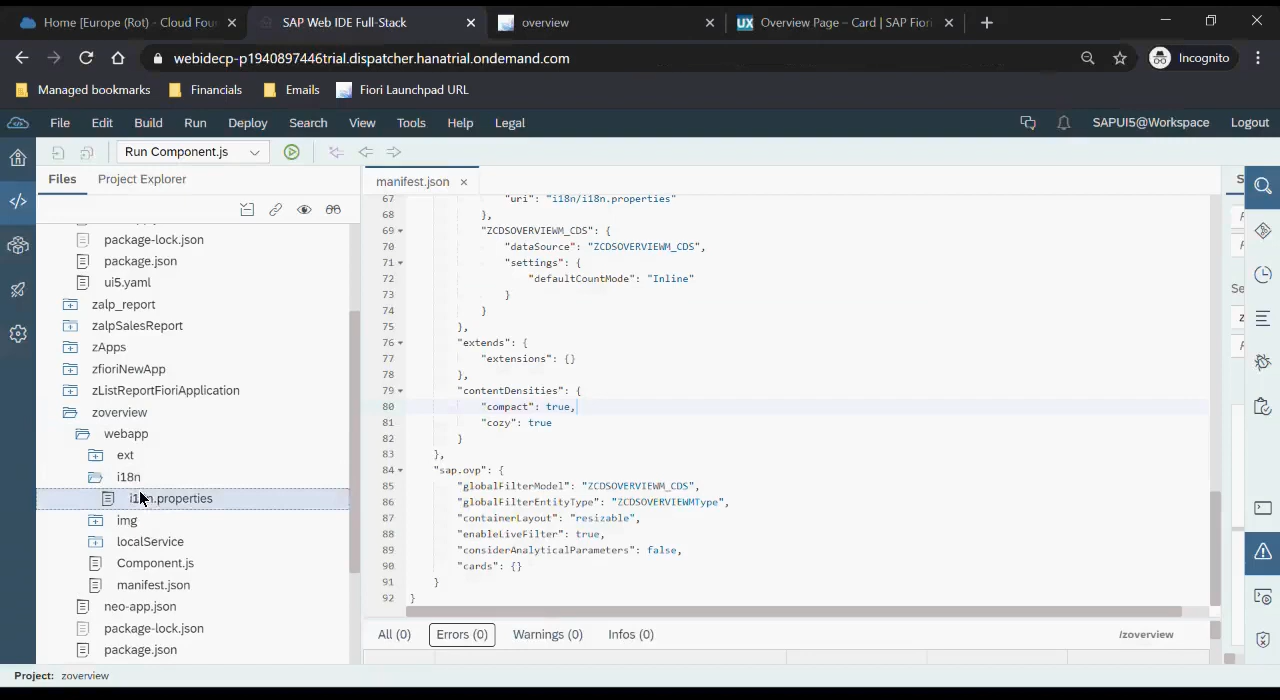 Home [Europe (Rot) - Cloud Fou
SAP Web IDE Full-Stack
overview
UX Overview Page – Card | SAP Fiori
webidecp-p1940897446trial.dispatcher.hanatrial.ondemand.com
Incognito
Managed bookmarks
Financials
Emails
Fiori Launchpad URL
File Edit Build Run Deploy Search View Tools Help Legal
SAPUI5@Workspace
Logout
Run Component.js
Files
Project Explorer
manifest.json ×
package-lock.json
package.json
ui5.yaml
zalp_report
zalpSalesReport
zApps
zfioriNewApp
zListReportFioriApplication
zoverview
webapp
ext
i18n
i18n.properties
img
localService
Component.js
manifest.json
neo-app.json
package-lock.json
package.json
67 "uri": "i18n/i18n.properties"
68 },
69 "ZCDSOVERVIEWM_CDS": {
70 "dataSource": "ZCDSOVERVIEWM_CDS",
71 "settings": {
72 "defaultCountMode": "Inline"
73 }
74 }
75 },
76 "extends": {
77 "extensions": {}
78 },
79 "contentDensities": {
80 "compact": true,
81 "cozy": true
82 }
83 },
84 "sap.ovp": {
85 "globalFilterModel": "ZCDSOVERVIEWM_CDS",
86 "globalFilterEntityType": "ZCDSOVERVIEWMType",
87 "containerLayout": "resizable",
88 "enableLiveFilter": true,
89 "considerAnalyticalParameters": false,
90 "cards": {}
91 }
92 }
S
Se
z
All (0)
Errors (0)
Warnings (0)
Infos (0)
/zoverview
Project: zoverview